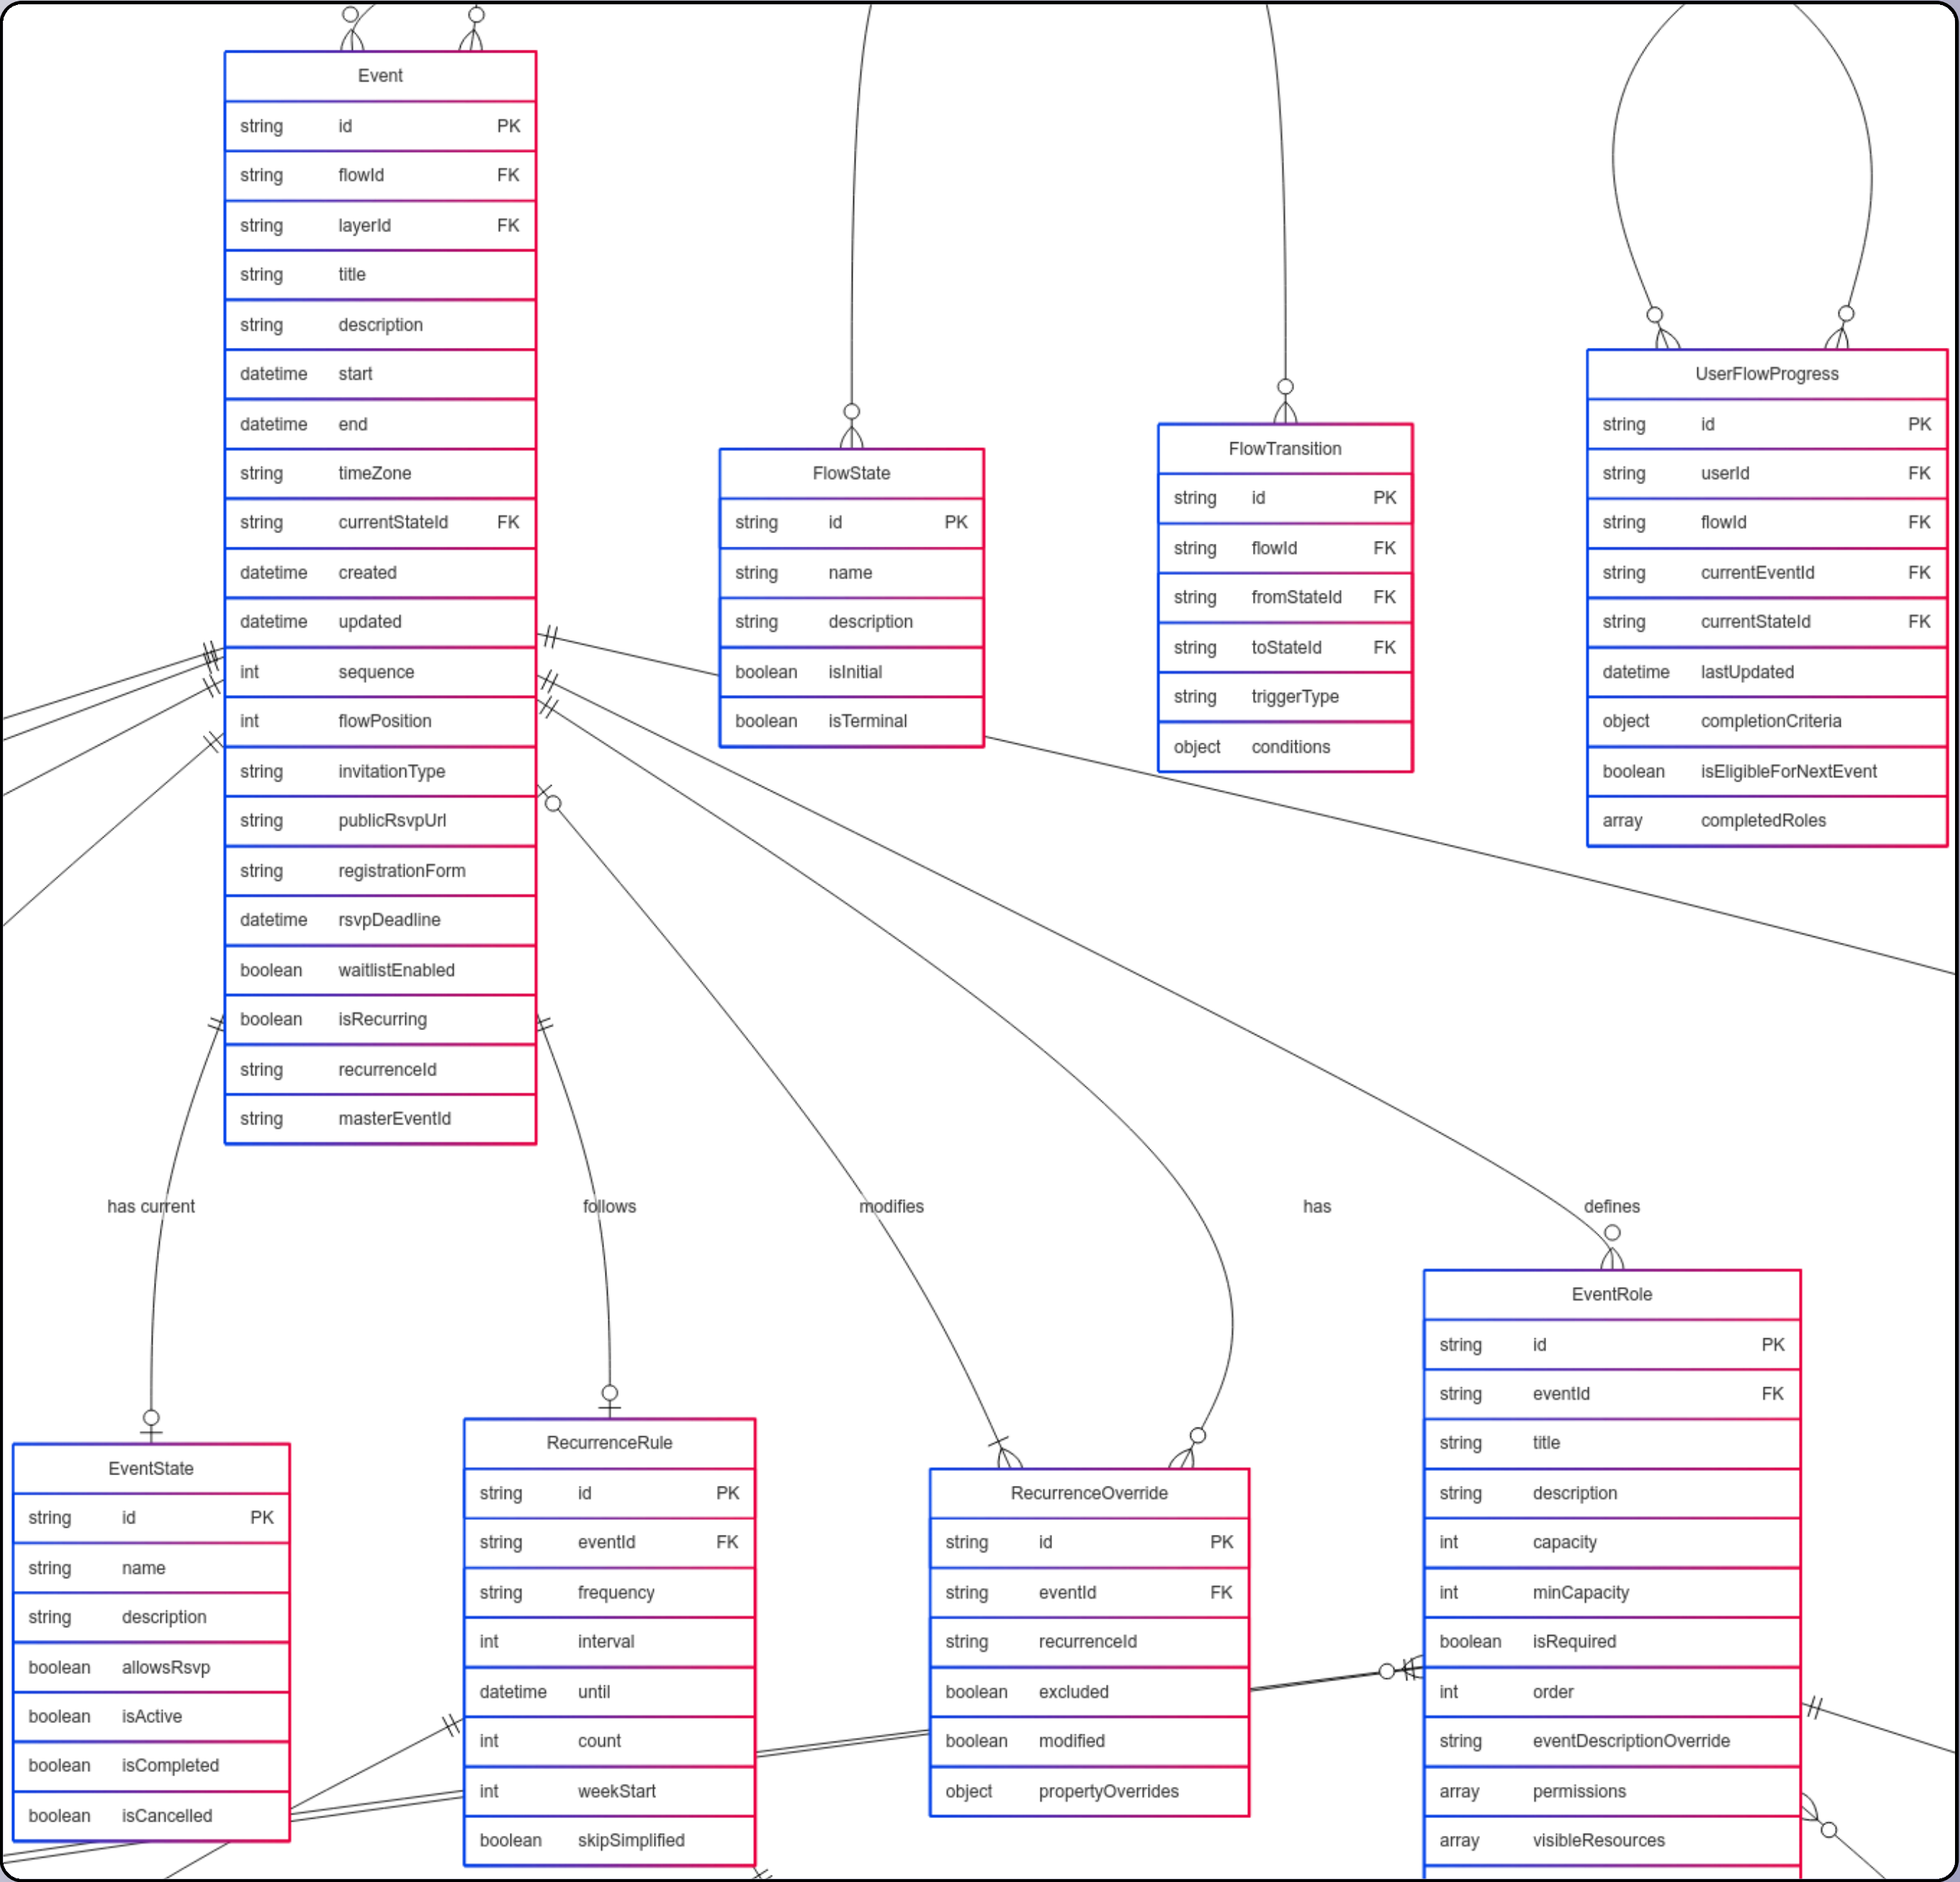 Event
string id PK
string flowId FK
string layerId FK
string title
string description
datetime start
datetime end
string timeZone
string currentStateId FK
datetime created
datetime updated
int sequence
int flowPosition
string invitationType
string publicRsvpUrl
string registrationForm
datetime rsvpDeadline
boolean waitlistEnabled
boolean isRecurring
string recurrenceId
string masterEventId
FlowState
string id PK
string name
string description
boolean isInitial
boolean isTerminal
FlowTransition
string id PK
string flowId FK
string fromStateId FK
string toStateId FK
string triggerType
object conditions
UserFlowProgress
string id PK
string userId FK
string flowId FK
string currentEventId FK
string currentStateId FK
datetime lastUpdated
object completionCriteria
boolean isEligibleForNextEvent
array completedRoles
has current
follows
modifies
has
defines
EventState
string id PK
string name
string description
boolean allowsRsvp
boolean isActive
boolean isCompleted
boolean isCancelled
RecurrenceRule
string id PK
string eventId FK
string frequency
int interval
datetime until
int count
int weekStart
boolean skipSimplified
RecurrenceOverride
string id PK
string eventId FK
string recurrenceId
boolean excluded
boolean modified
object propertyOverrides
EventRole
string id PK
string eventId FK
string title
string description
int capacity
int minCapacity
boolean isRequired
int order
string eventDescriptionOverride
array permissions
array visibleResources